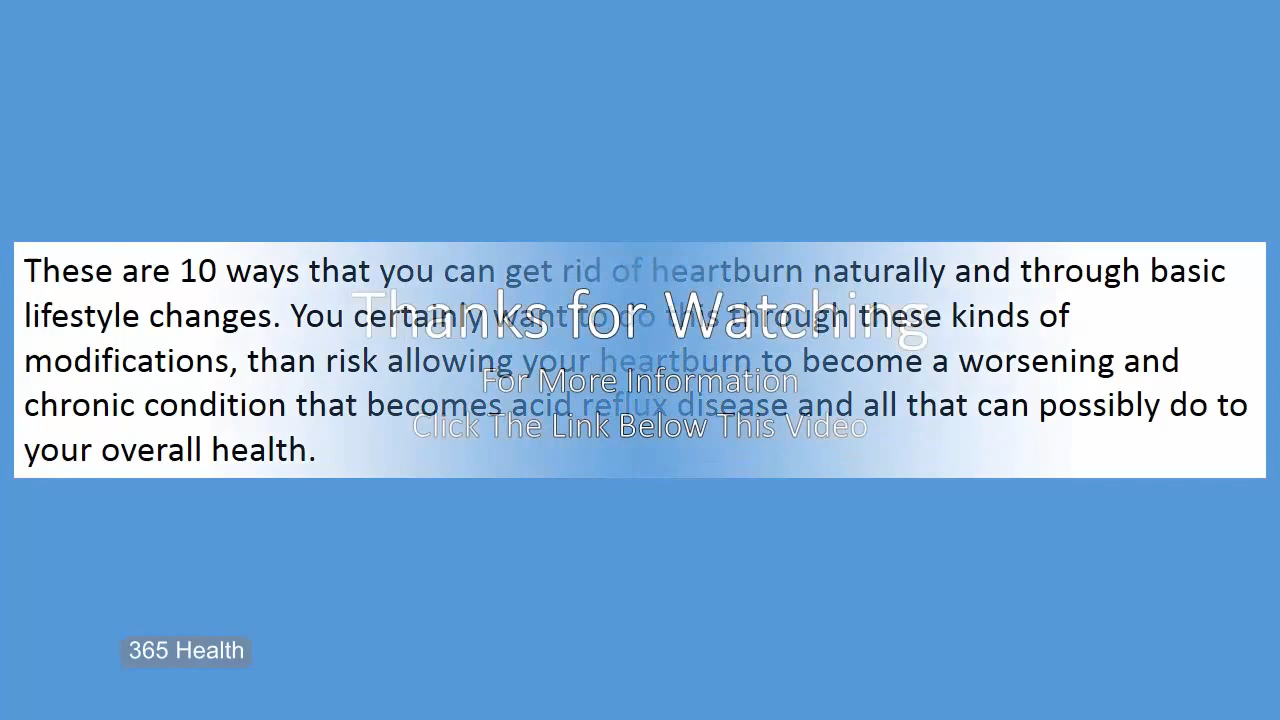 These are 10 ways that you can get rid of heartburn naturally and through basic
lifestyle changes. You certainly want to do this through these kinds of
modifications, than risk allowing your heartburn to become a worsening and
chronic condition that becomes acid reflux disease and all that can possibly do to
your overall health.
Thanks for Watching
For More Information
Click The Link Below This Video
365 Health